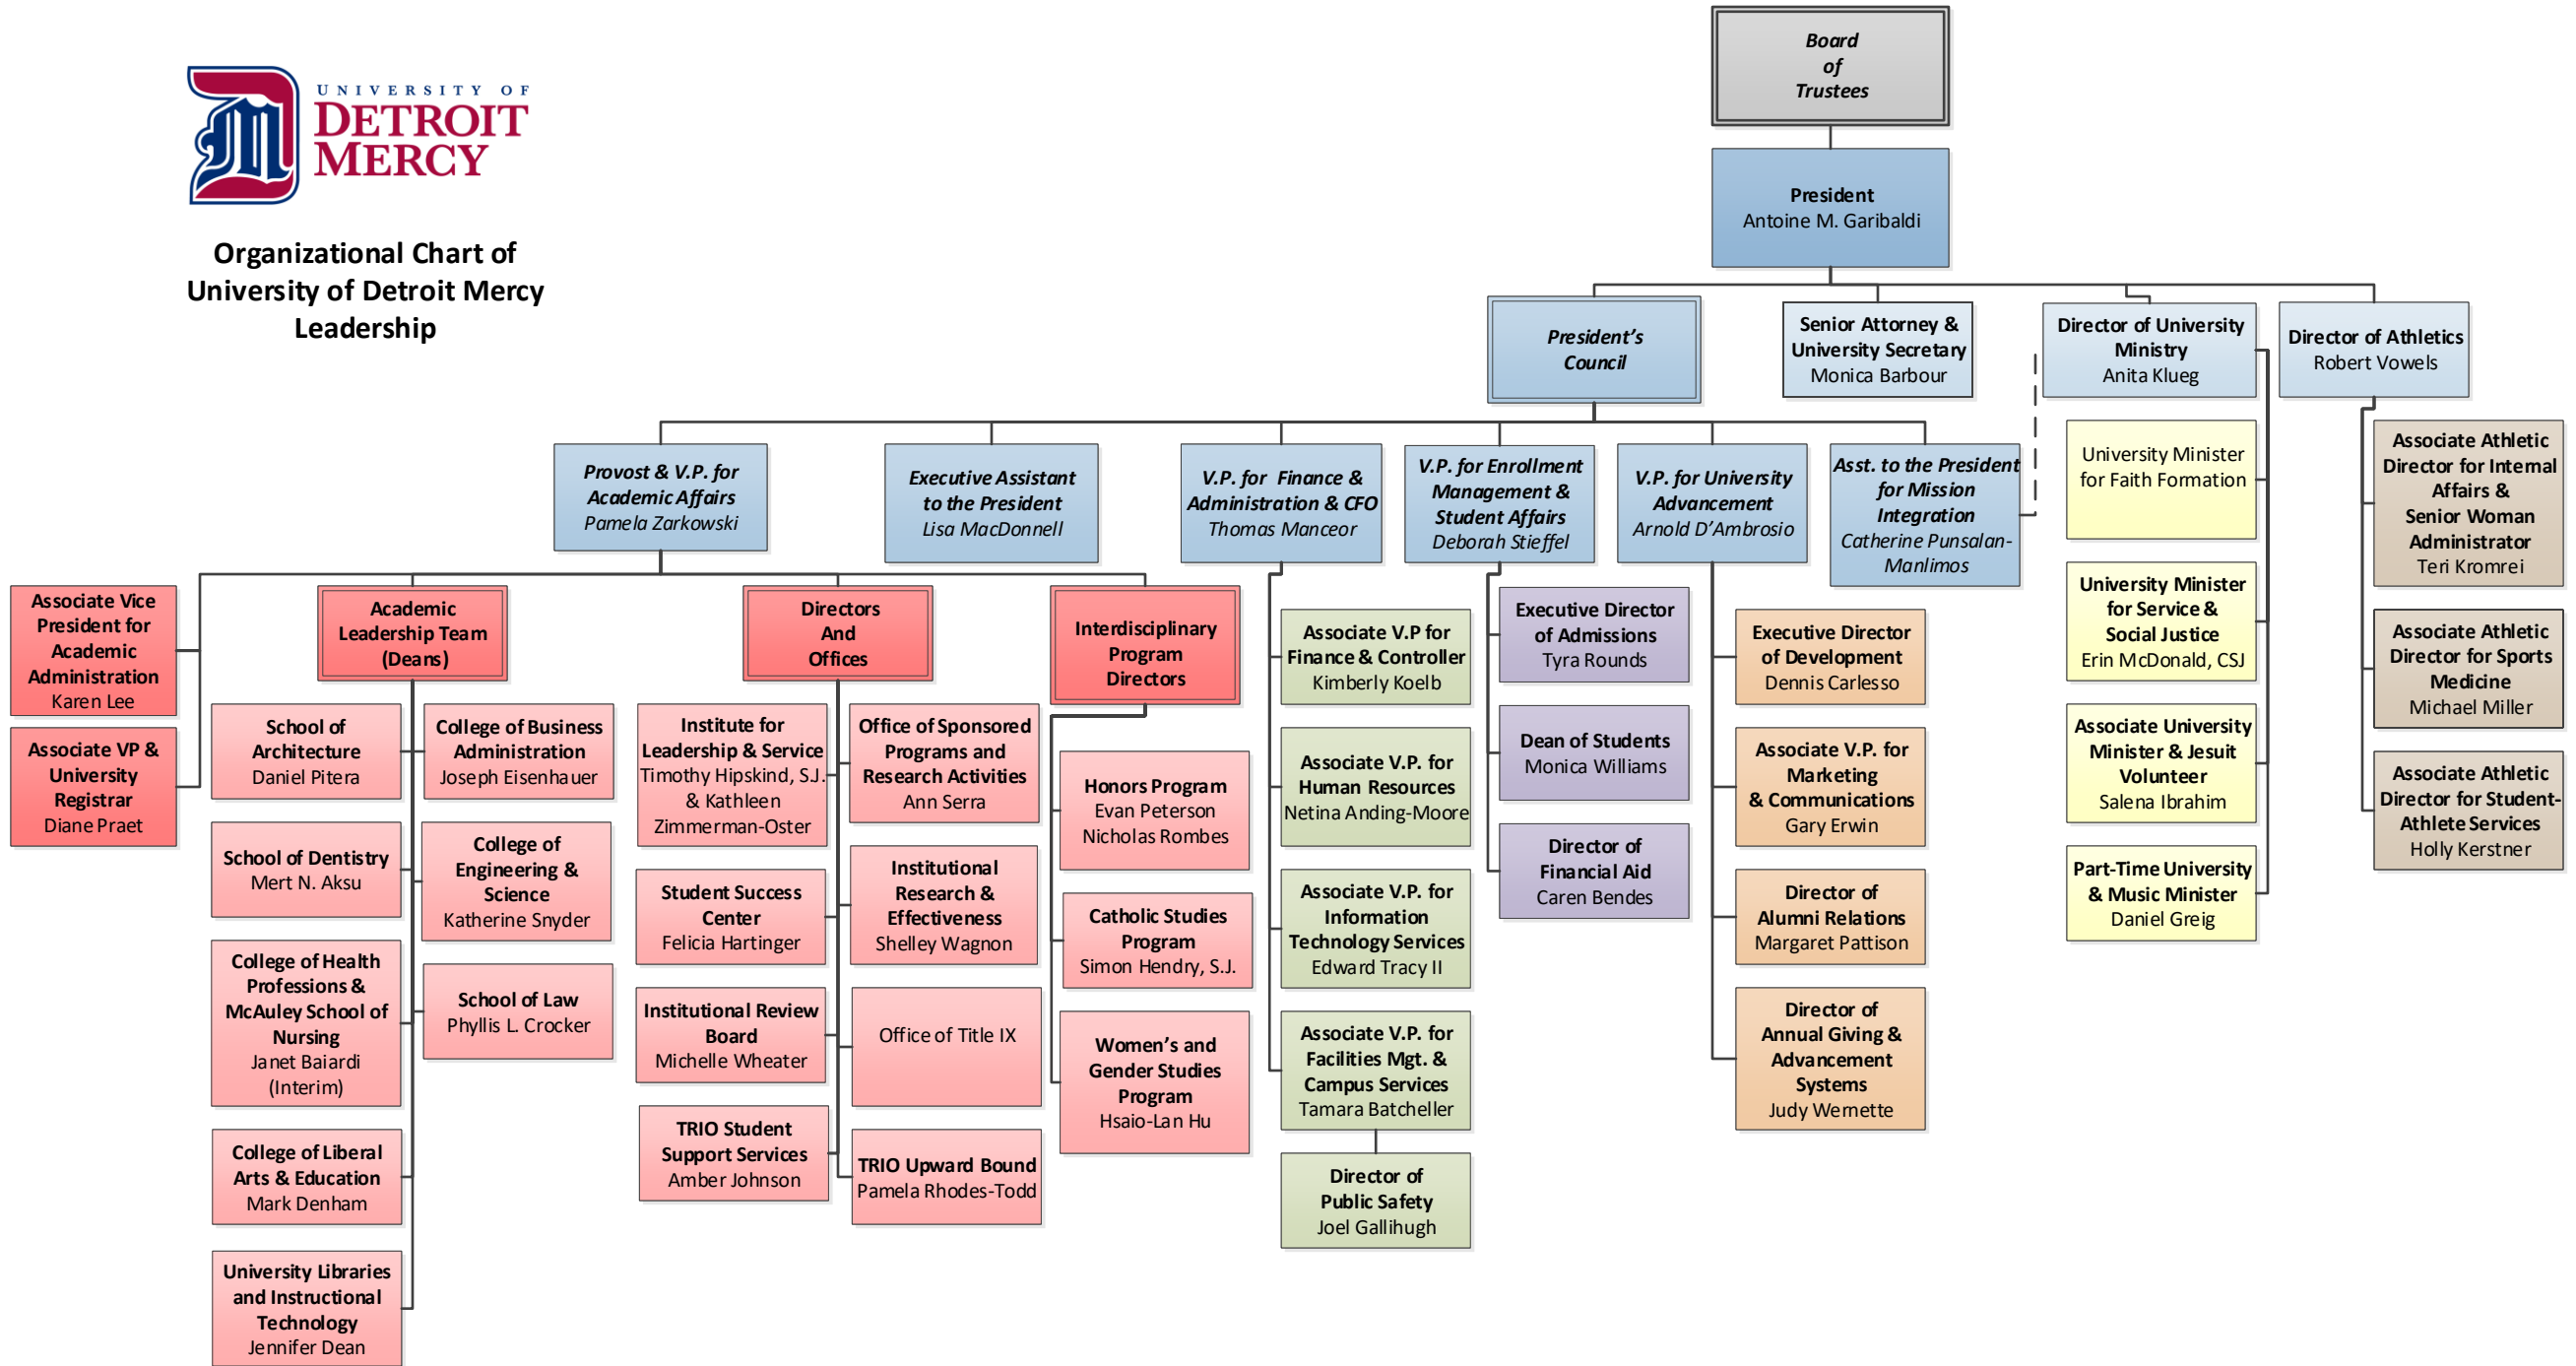 UNIVERSITY OF
DETROIT
MERCY
Organizational Chart of
University of Detroit Mercy
Leadership
Board
of
Trustees
President
Antoine M. Garibaldi
President's
Council
Senior Attorney &
University Secretary
Monica Barbour
Director of University
Ministry
Anita Klueg
Director of Athletics
Robert Vowels
Provost & V.P. for
Academic Affairs
Pamela Zarkowski
Executive Assistant
to the President
Lisa MacDonnell
V.P. for Finance &
Administration & CFO
Thomas Manceor
V.P. for Enrollment
Management &
Student Affairs
Deborah Stieffel
V.P. for University
Advancement
Arnold D'Ambrosio
Asst. to the President
for Mission
Integration
Catherine Punsalan-
Manlimos
Associate Vice
President for
Academic
Administration
Karen Lee
Associate VP &
University
Registrar
Diane Praet
Academic
Leadership Team
(Deans)
School of
Architecture
Daniel Pitera
College of Business
Administration
Joseph Eisenhauer
School of Dentistry
Mert N. Aksu
College of
Engineering &
Science
Katherine Snyder
College of Health
Professions &
McAuley School of
Nursing
Janet Baiardi
(Interim)
School of Law
Phyllis L. Crocker
College of Liberal
Arts & Education
Mark Denham
University Libraries
and Instructional
Technology
Jennifer Dean
Directors
And
Offices
Institute for
Leadership & Service
Timothy Hipskind, S.J.
& Kathleen
Zimmerman-Oster
Office of Sponsored
Programs and
Research Activities
Ann Serra
Student Success
Center
Felicia Hartinger
Institutional
Research &
Effectiveness
Shelley Wagnon
Institutional Review
Board
Michelle Wheater
Office of Title IX
TRIO Student
Support Services
Amber Johnson
TRIO Upward Bound
Pamela Rhodes-Todd
Interdisciplinary
Program
Directors
Honors Program
Evan Peterson
Nicholas Rombes
Catholic Studies
Program
Simon Hendry, S.J.
Women's and
Gender Studies
Program
Hsaio-Lan Hu
Associate V.P for
Finance & Controller
Kimberly Koelb
Associate V.P. for
Human Resources
Netina Anding-Moore
Associate V.P. for
Information
Technology Services
Edward Tracy II
Associate V.P. for
Facilities Mgt. &
Campus Services
Tamara Batcheller
Director of
Public Safety
Joel Gallihugh
Executive Director
of Admissions
Tyra Rounds
Dean of Students
Monica Williams
Director of
Financial Aid
Caren Bendes
Executive Director
of Development
Dennis Carlesso
Associate V.P. for
Marketing
& Communications
Gary Erwin
Director of
Alumni Relations
Margaret Pattison
Director of
Annual Giving &
Advancement
Systems
Judy Wernette
University Minister
for Faith Formation
University Minister
for Service &
Social Justice
Erin McDonald, CSJ
Associate University
Minister & Jesuit
Volunteer
Salena Ibrahim
Part-Time University
& Music Minister
Daniel Greig
Associate Athletic
Director for Internal
Affairs &
Senior Woman
Administrator
Teri Kromrei
Associate Athletic
Director for Sports
Medicine
Michael Miller
Associate Athletic
Director for Student-
Athlete Services
Holly Kerstner